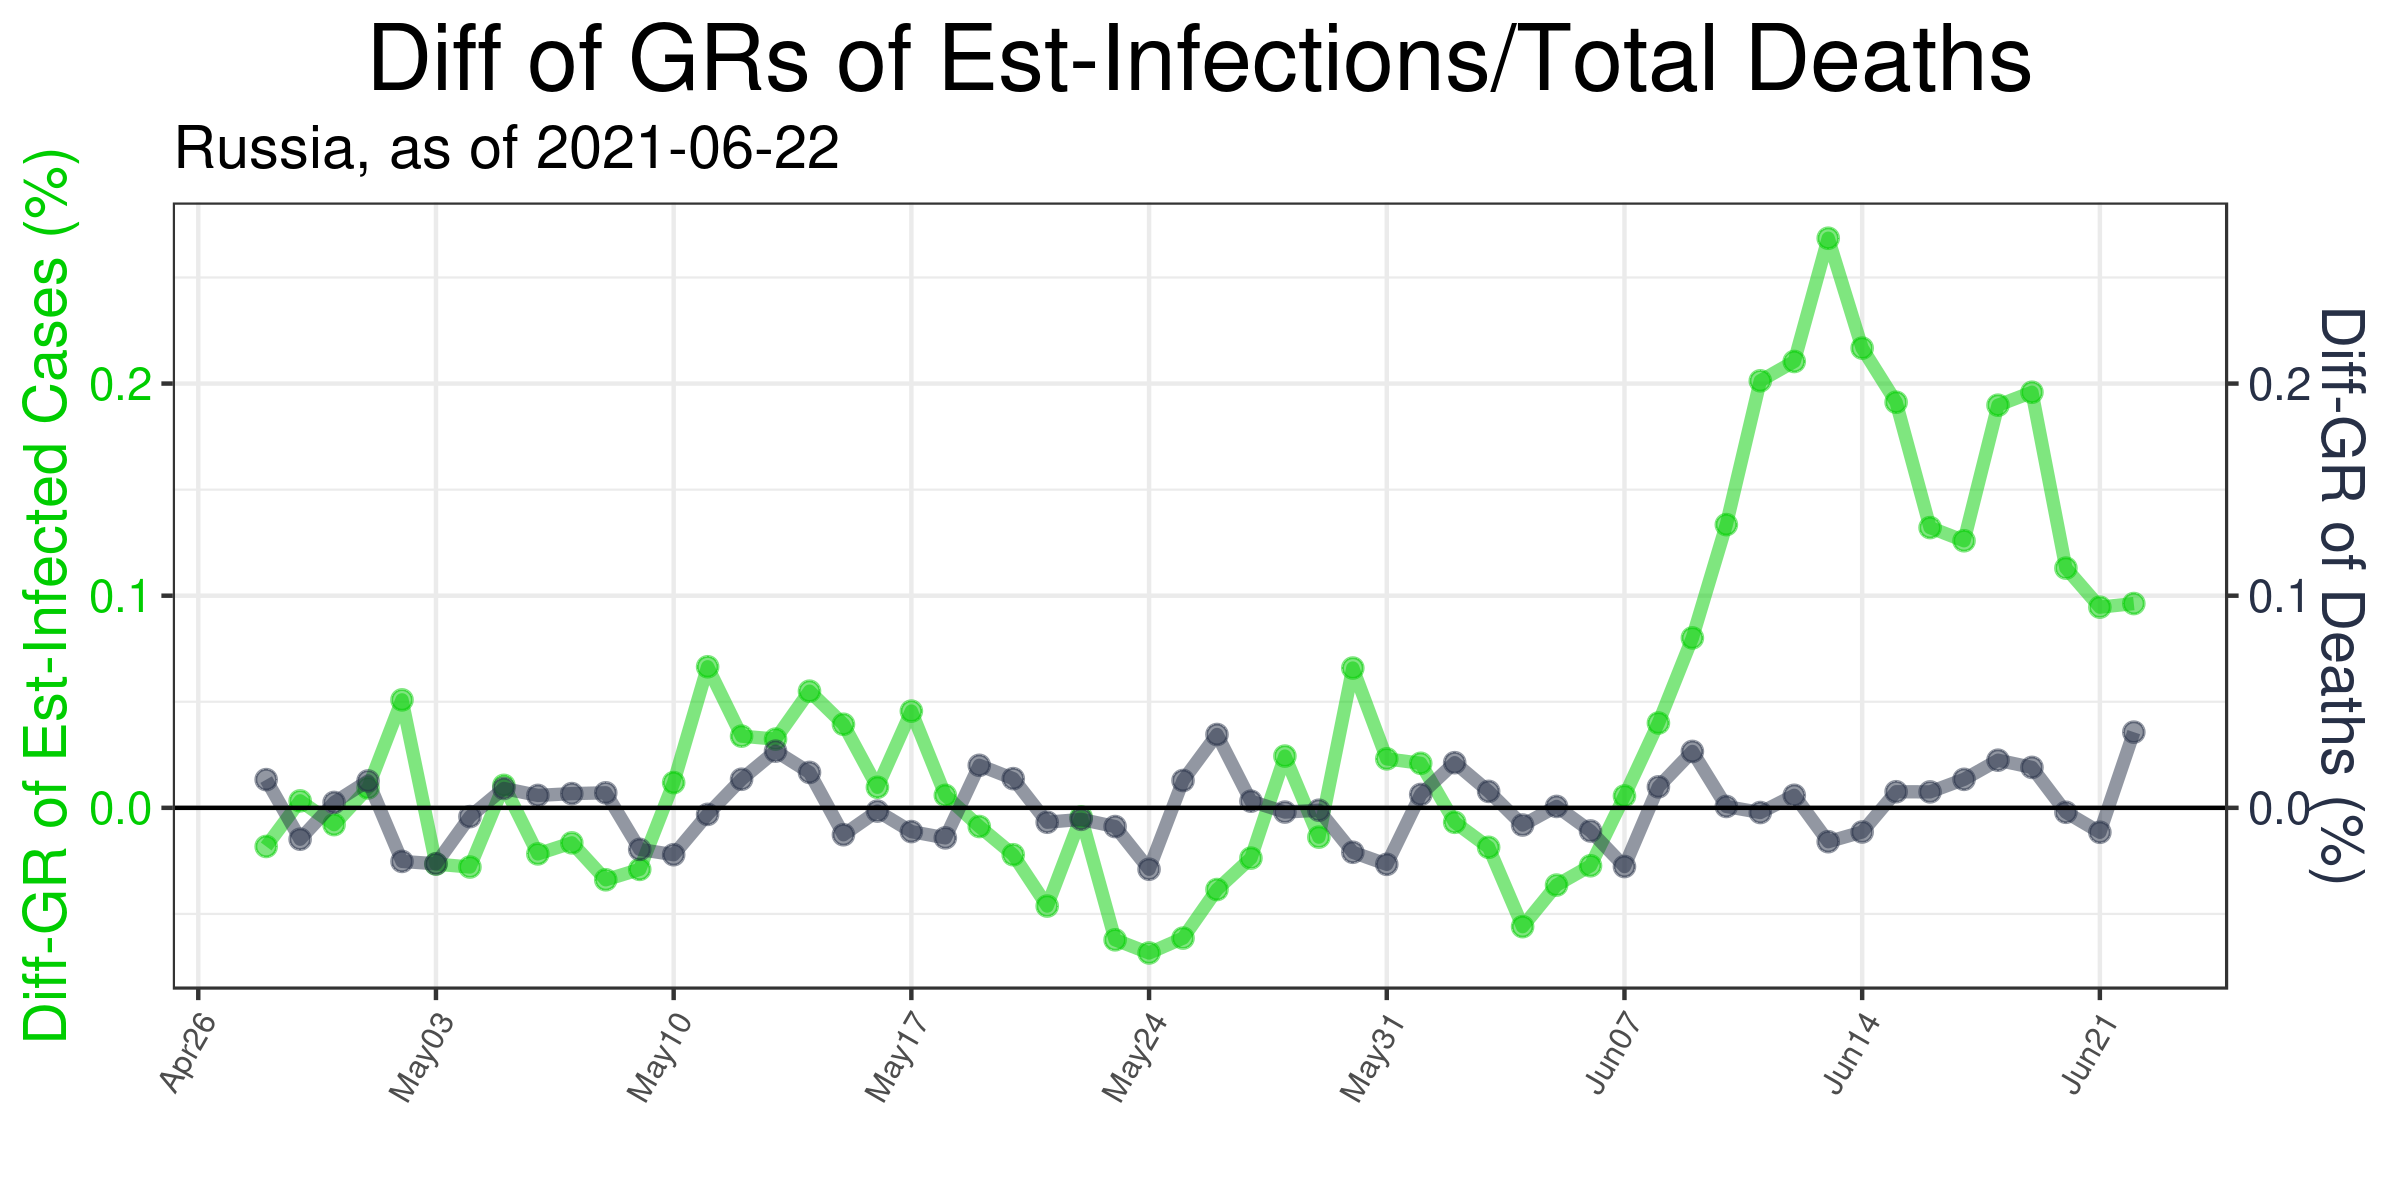 Diff of GRs of Est-Infections/Total Deaths
Russia, as of 2021-06-22
Diff-GR of Est-Infected Cases (%)
0.2
0.1
0.0
0.2
0.1
0.0
Diff-GR of Deaths (%)
Apr26
May03
May10
May17
May24
May31
Jun07
Jun14
Jun21